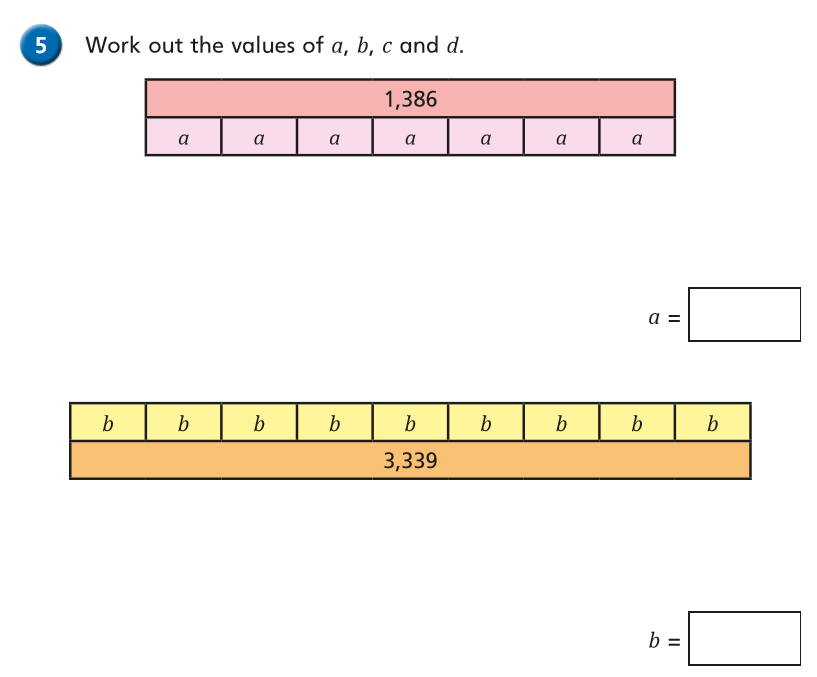 5 Work out the values of a, b, c and d.
1,386
a a a a a a a
a =
b b b b b b b b b
3,339
b =